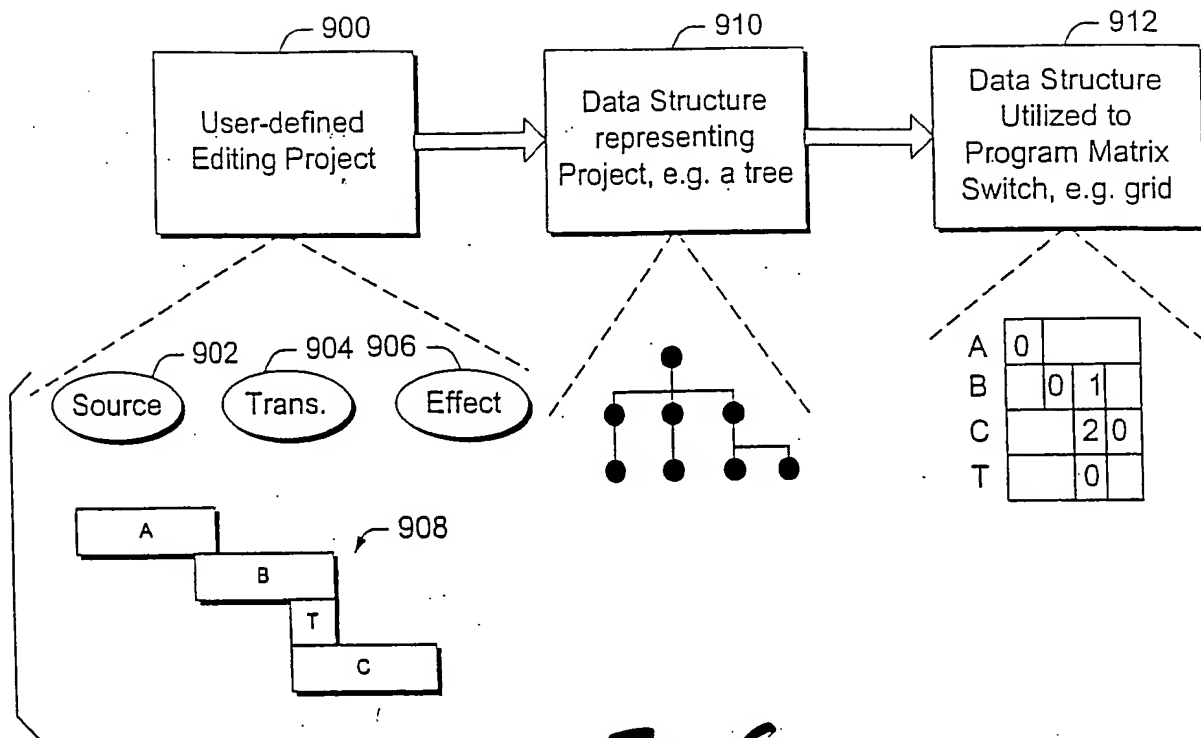 900
910
912
User-defined
Editing Project
Data Structure
representing
Project, e.g. a tree
Data Structure
Utilized to
Program Matrix
Switch, e.g. grid
902
904
906
Source
Trans.
Effect
A
B
T
C
908
A 0
B 0 1
C 2 0
T 0